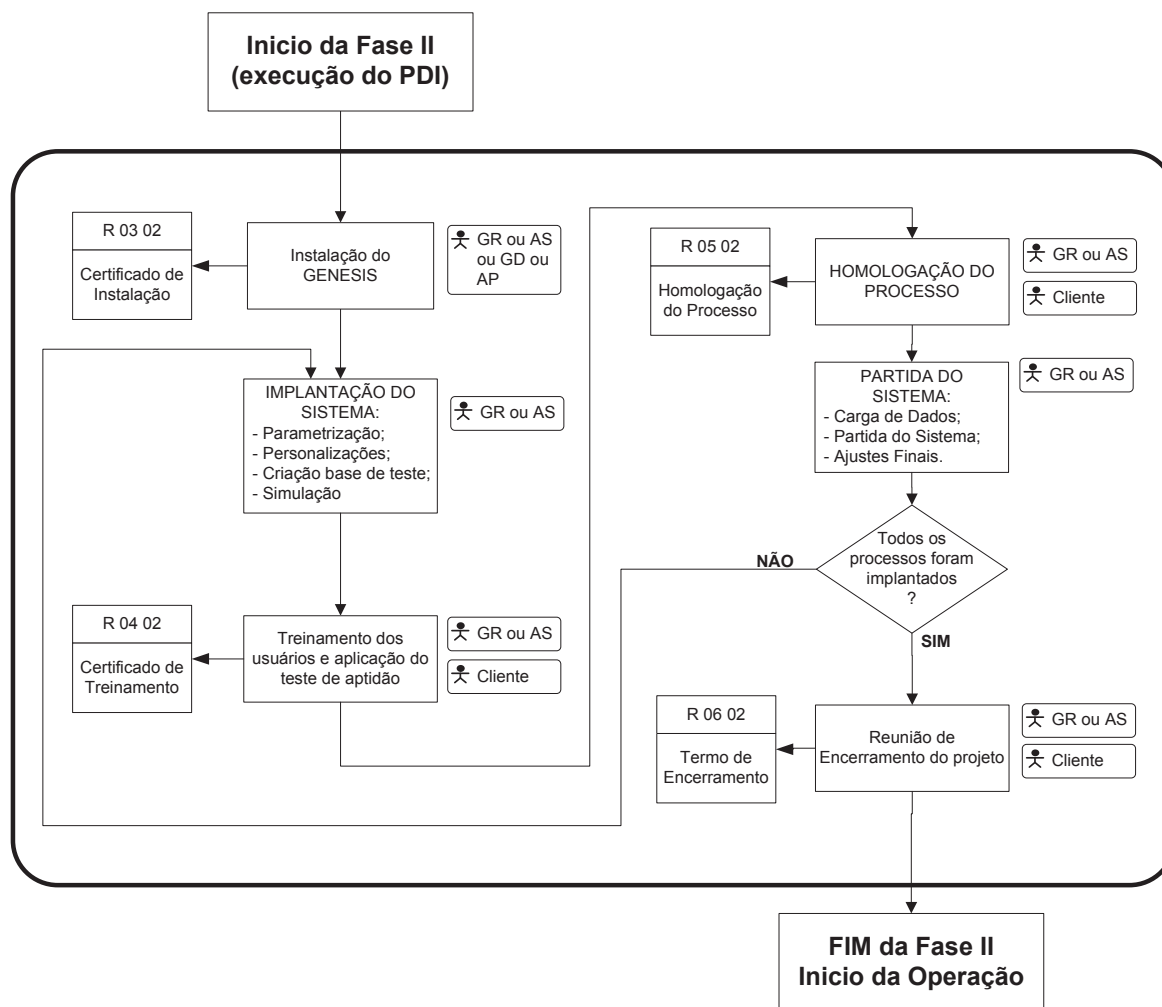 Inicio da Fase II
(execução do PDI)
R 03 02
Certificado de
Instalação
Instalação do
GENESIS
GR ou AS
ou GD ou
AP
IMPLANTAÇÃO DO
SISTEMA:
- Parametrização;
- Personalizações;
- Criação base de teste;
- Simulação
GR ou AS
R 04 02
Certificado de
Treinamento
Treinamento dos
usuários e aplicação do
teste de aptidão
GR ou AS
Cliente
R 05 02
Homologação
do Processo
HOMOLOGAÇÃO DO
PROCESSO
GR ou AS
Cliente
PARTIDA DO
SISTEMA:
- Carga de Dados;
- Partida do Sistema;
- Ajustes Finais.
GR ou AS
Todos os
processos foram
implantados
?
NÃO
SIM
R 06 02
Termo de
Encerramento
Reunião de
Encerramento do projeto
GR ou AS
Cliente
FIM da Fase II
Inicio da Operação